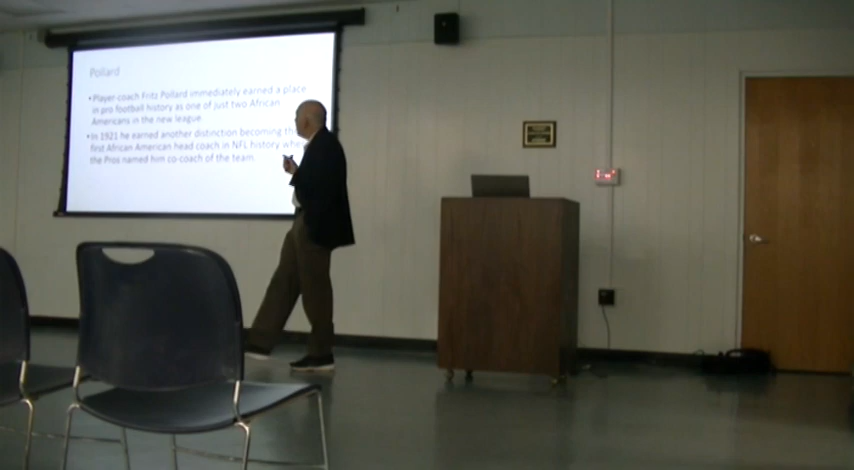 Pollard
•Player-coach Fritz Pollard immediately earned a place
in pro football history as one of just two African
Americans in the new league.
•In 1921 he earned another distinction becoming the
first African American head coach in NFL history when
the Pros named him co-coach of the team.